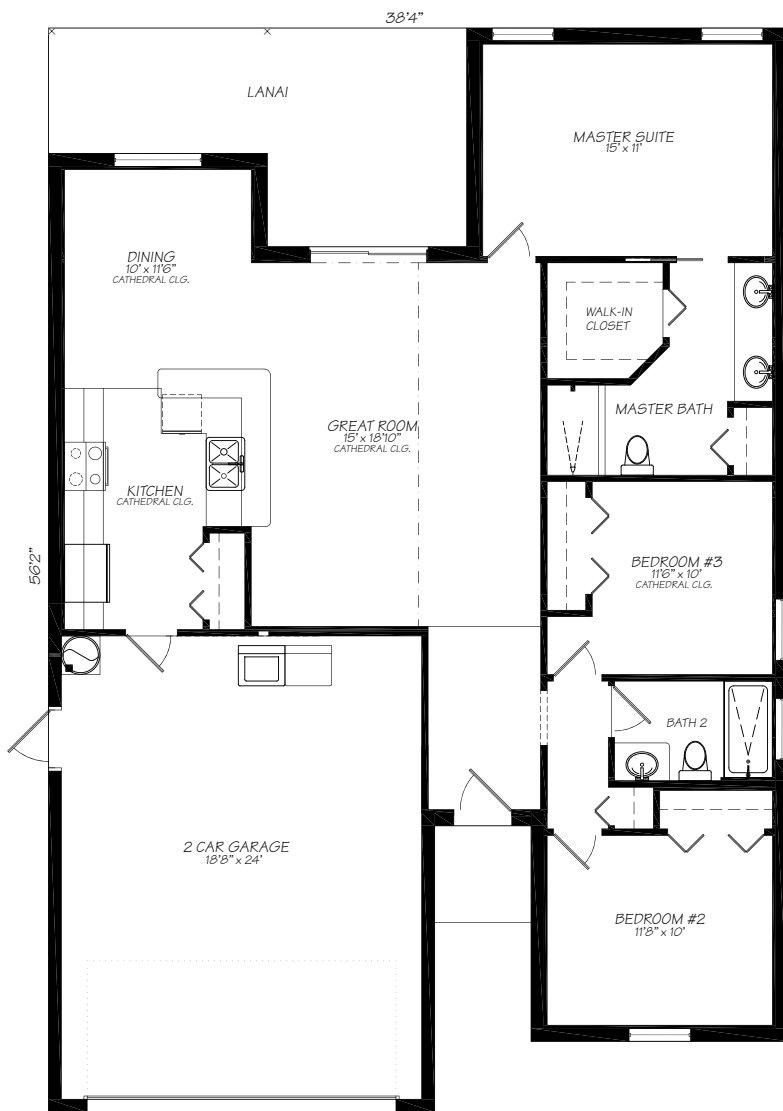 38'4"
LANAI
MASTER SUITE
15' x 11'
DINING
10' x 11'6"
CATHEDRAL CLG.
WALK-IN
CLOSET
GREAT ROOM
15' x 18'10"
CATHEDRAL CLG.
MASTER BATH
KITCHEN
CATHEDRAL CLG.
56'2"
BEDROOM #3
11'6" x 10'
CATHEDRAL CLG.
BATH 2
2 CAR GARAGE
18'8" x 24'
BEDROOM #2
11'8" x 10'